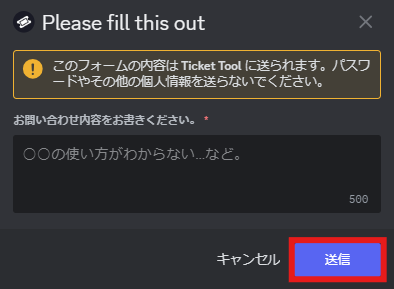 Please fill this out
このフォームの内容は Ticket Tool に送られます。パスワ
ードやその他の個人情報を送らないでください。
お問い合わせ内容をお書きください。 *
○○の使い方がわからない...など。
500
キャンセル
送信